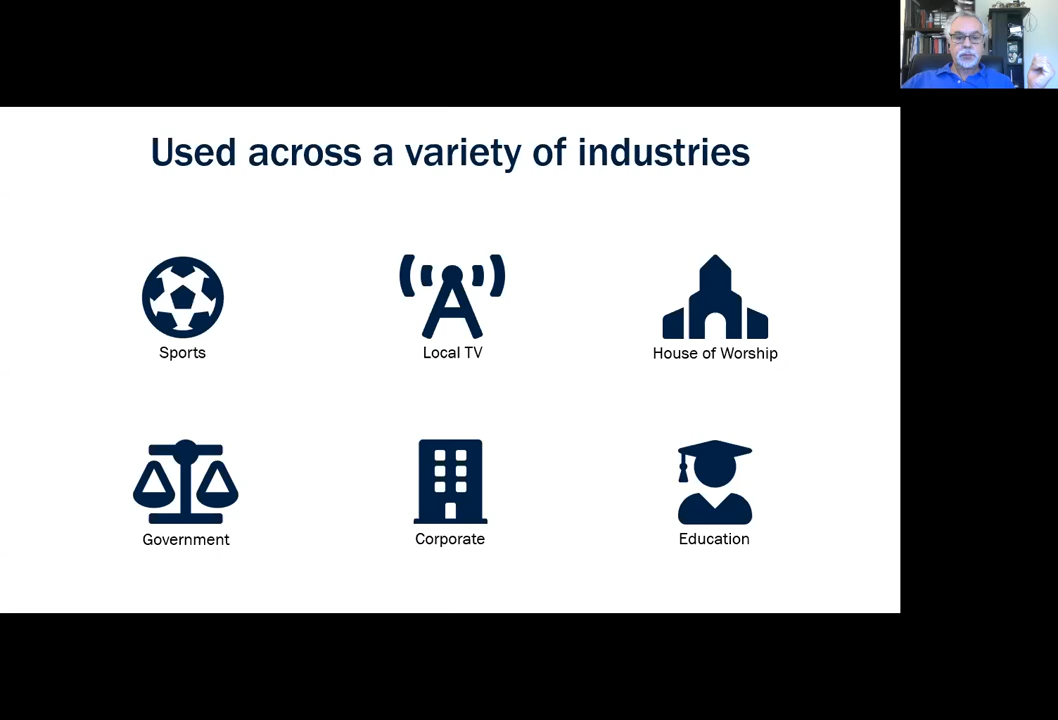 Used across a variety of industries
Sports
Local TV
House of Worship
Government
Corporate
Education